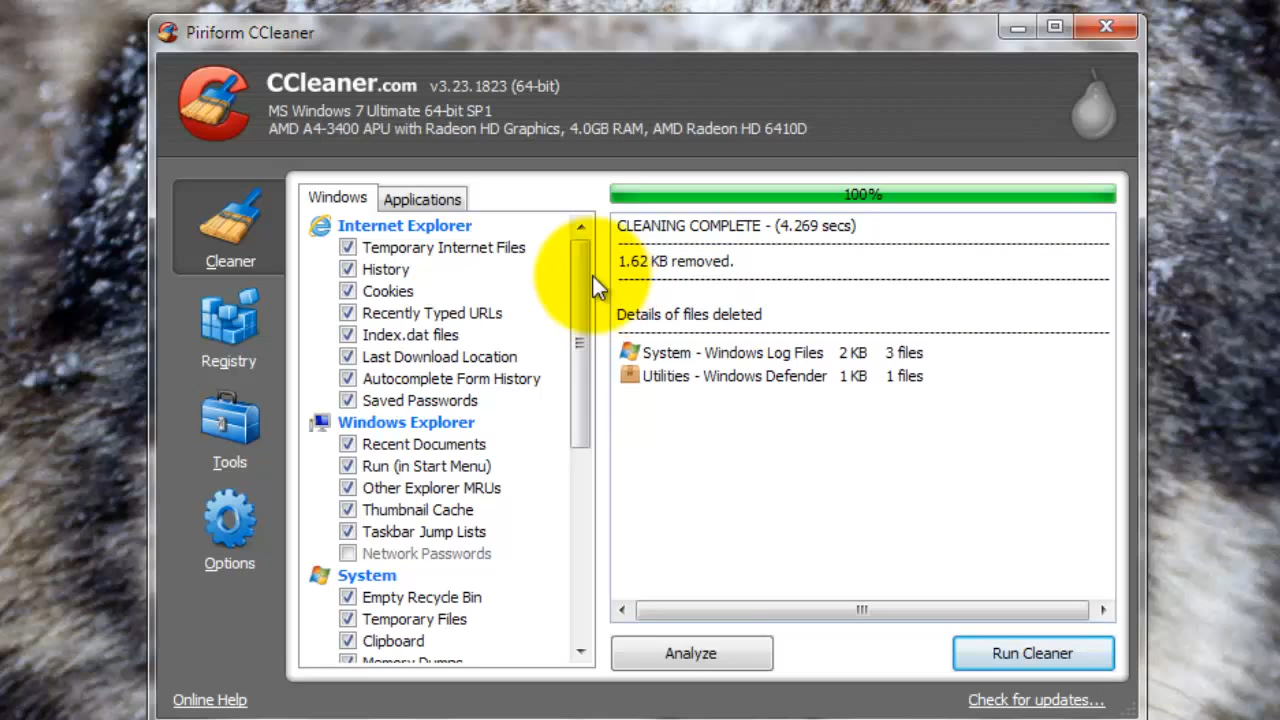 Piriform CCleaner
CCleaner.com v3.23.1823 (64-bit)
MS Windows 7 Ultimate 64-bit SP1
AMD A4-3400 APU with Radeon HD Graphics, 4.0GB RAM, AMD Radeon HD 6410D
Cleaner
Registry
Tools
Options
Windows
Applications
Internet Explorer
Temporary Internet Files
History
Cookies
Recently Typed URLs
Index.dat files
Last Download Location
Autocomplete Form History
Saved Passwords
Windows Explorer
Recent Documents
Run (in Start Menu)
Other Explorer MRUs
Thumbnail Cache
Taskbar Jump Lists
Network Passwords
System
Empty Recycle Bin
Temporary Files
Clipboard
Memory Dumps
100%
CLEANING COMPLETE - (4.269 secs)
1.62 KB removed.
Details of files deleted
System - Windows Log Files 2 KB 3 files
Utilities - Windows Defender 1 KB 1 files
Analyze
Run Cleaner
Online Help
Check for updates...